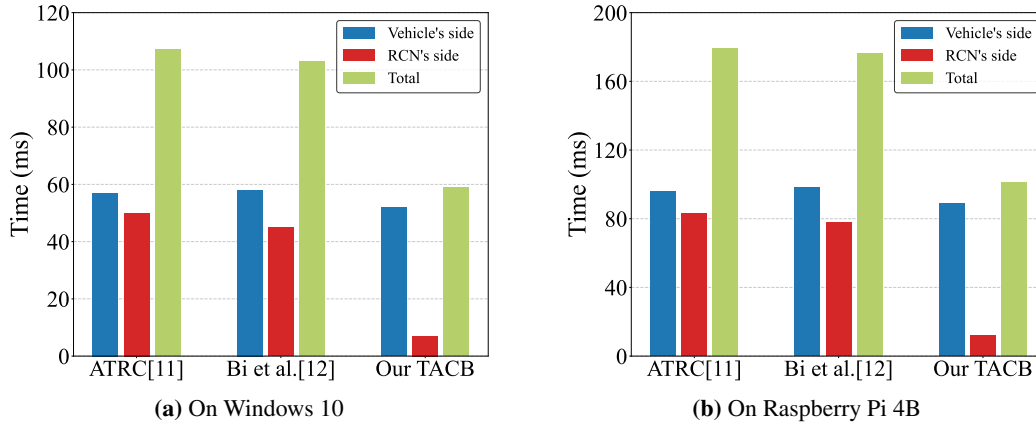 120
100
80
60
40
20
0
Time (ms)
Vehicle's side
RCN's side
Total
ATRC[11]
Bi et al.[12]
Our TACB
(a) On Windows 10
200
160
120
80
40
0
Time (ms)
Vehicle's side
RCN's side
Total
ATRC[11]
Bi et al.[12]
Our TACB
(b) On Raspberry Pi 4B